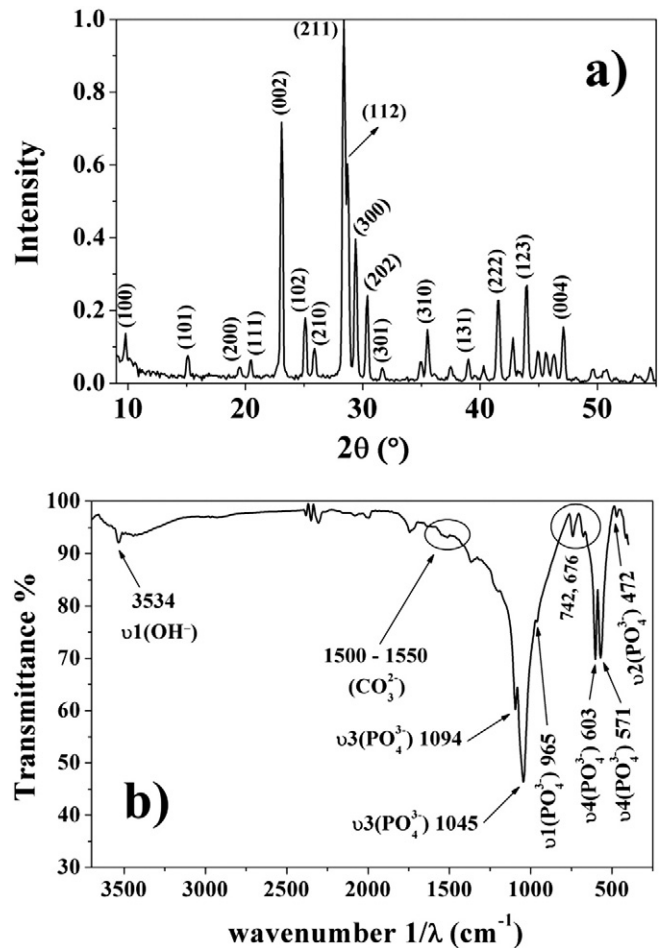 a)
1.0
0.8
0.6
0.4
0.2
0.0
Intensity
(100)
(101)
(200)
(111)
(002)
(102)
(210)
(211)
(112)
(300)
(202)
(301)
(310)
(131)
(222)
(123)
(004)
10 20 30 40 50
2θ (°)
b)
100
90
80
70
60
50
40
30
Transmittance %
3534
υ1(OH⁻)
1500 - 1550
(CO₃²⁻)
υ3(PO₄³⁻) 1094
υ3(PO₄³⁻) 1045
υ1(PO₄³⁻) 965
742, 676
υ4(PO₄³⁻) 603
υ4(PO₄³⁻) 571
υ2(PO₄³⁻) 472
3500 3000 2500 2000 1500 1000 500
wavenumber 1/λ (cm⁻¹)